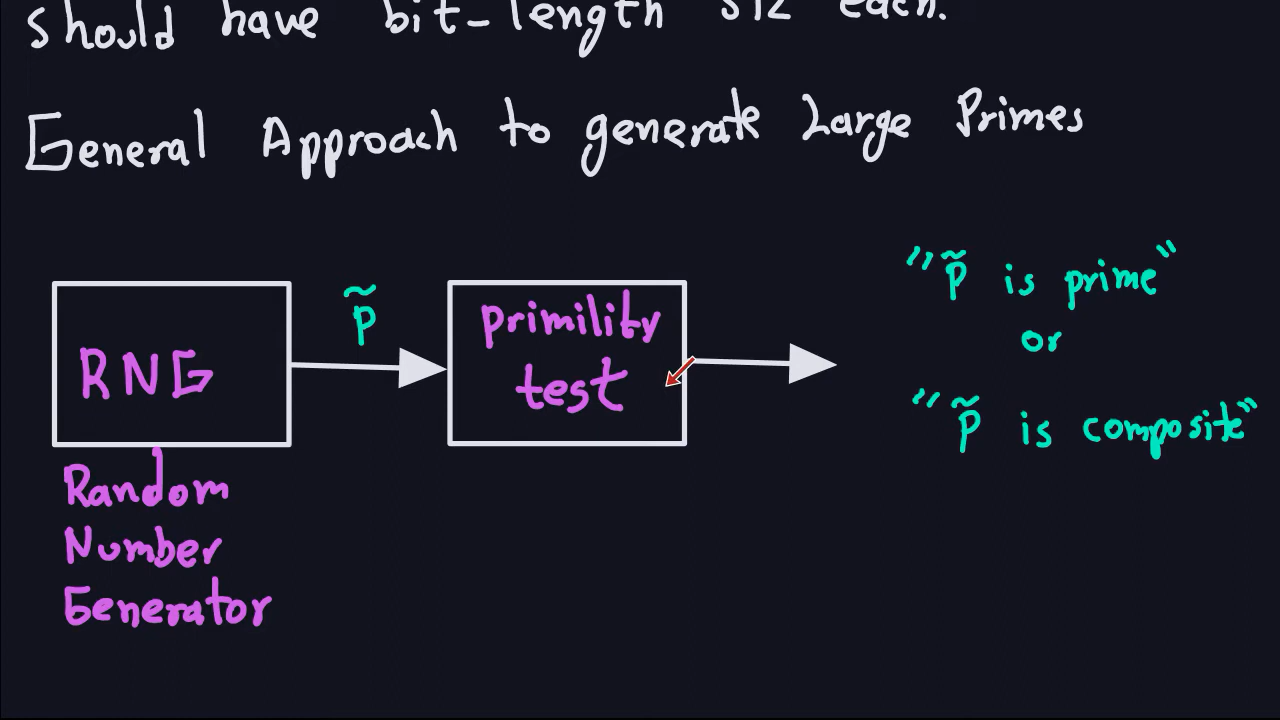 should have bit-length 512 each.
General Approach to generate Large Primes
"p̃ is prime"
or
"p̃ is composite"
p̃
RNG
primility
test
Random
Number
Generator